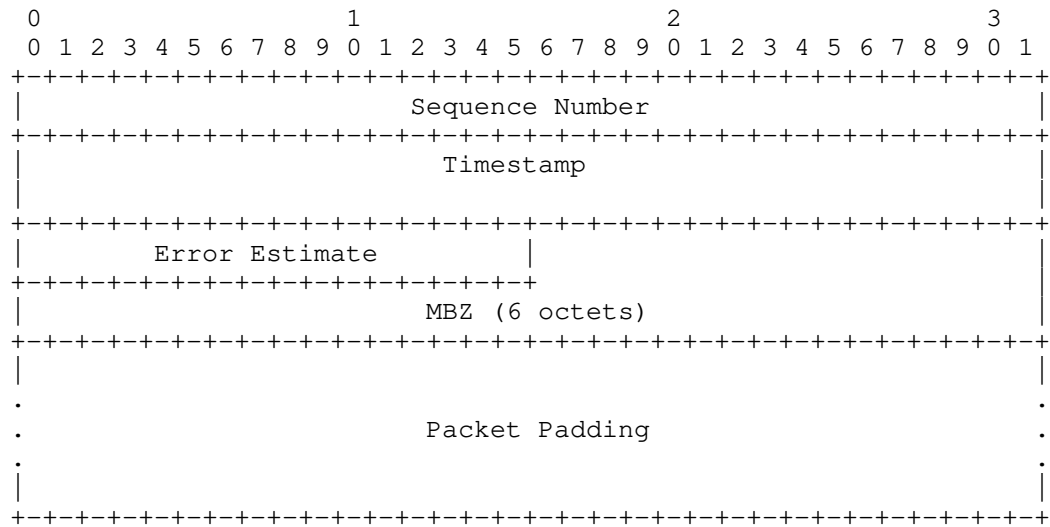 0                   1                   2                   3
0 1 2 3 4 5 6 7 8 9 0 1 2 3 4 5 6 7 8 9 0 1 2 3 4 5 6 7 8 9 0 1
+-+-+-+-+-+-+-+-+-+-+-+-+-+-+-+-+-+-+-+-+-+-+-+-+-+-+-+-+-+-+-+-+
|                        Sequence Number                        |
+-+-+-+-+-+-+-+-+-+-+-+-+-+-+-+-+-+-+-+-+-+-+-+-+-+-+-+-+-+-+-+-+
|                          Timestamp                            |
|                                                               |
+-+-+-+-+-+-+-+-+-+-+-+-+-+-+-+-+-+-+-+-+-+-+-+-+-+-+-+-+-+-+-+-+
|        Error Estimate         |                               |
+-+-+-+-+-+-+-+-+-+-+-+-+-+-+-+-+                               |
|                         MBZ (6 octets)                        |
+-+-+-+-+-+-+-+-+-+-+-+-+-+-+-+-+-+-+-+-+-+-+-+-+-+-+-+-+-+-+-+-+
|                                                               |
.                                                               .
.                         Packet Padding                        .
.                                                               .
|                                                               |
+-+-+-+-+-+-+-+-+-+-+-+-+-+-+-+-+-+-+-+-+-+-+-+-+-+-+-+-+-+-+-+-+